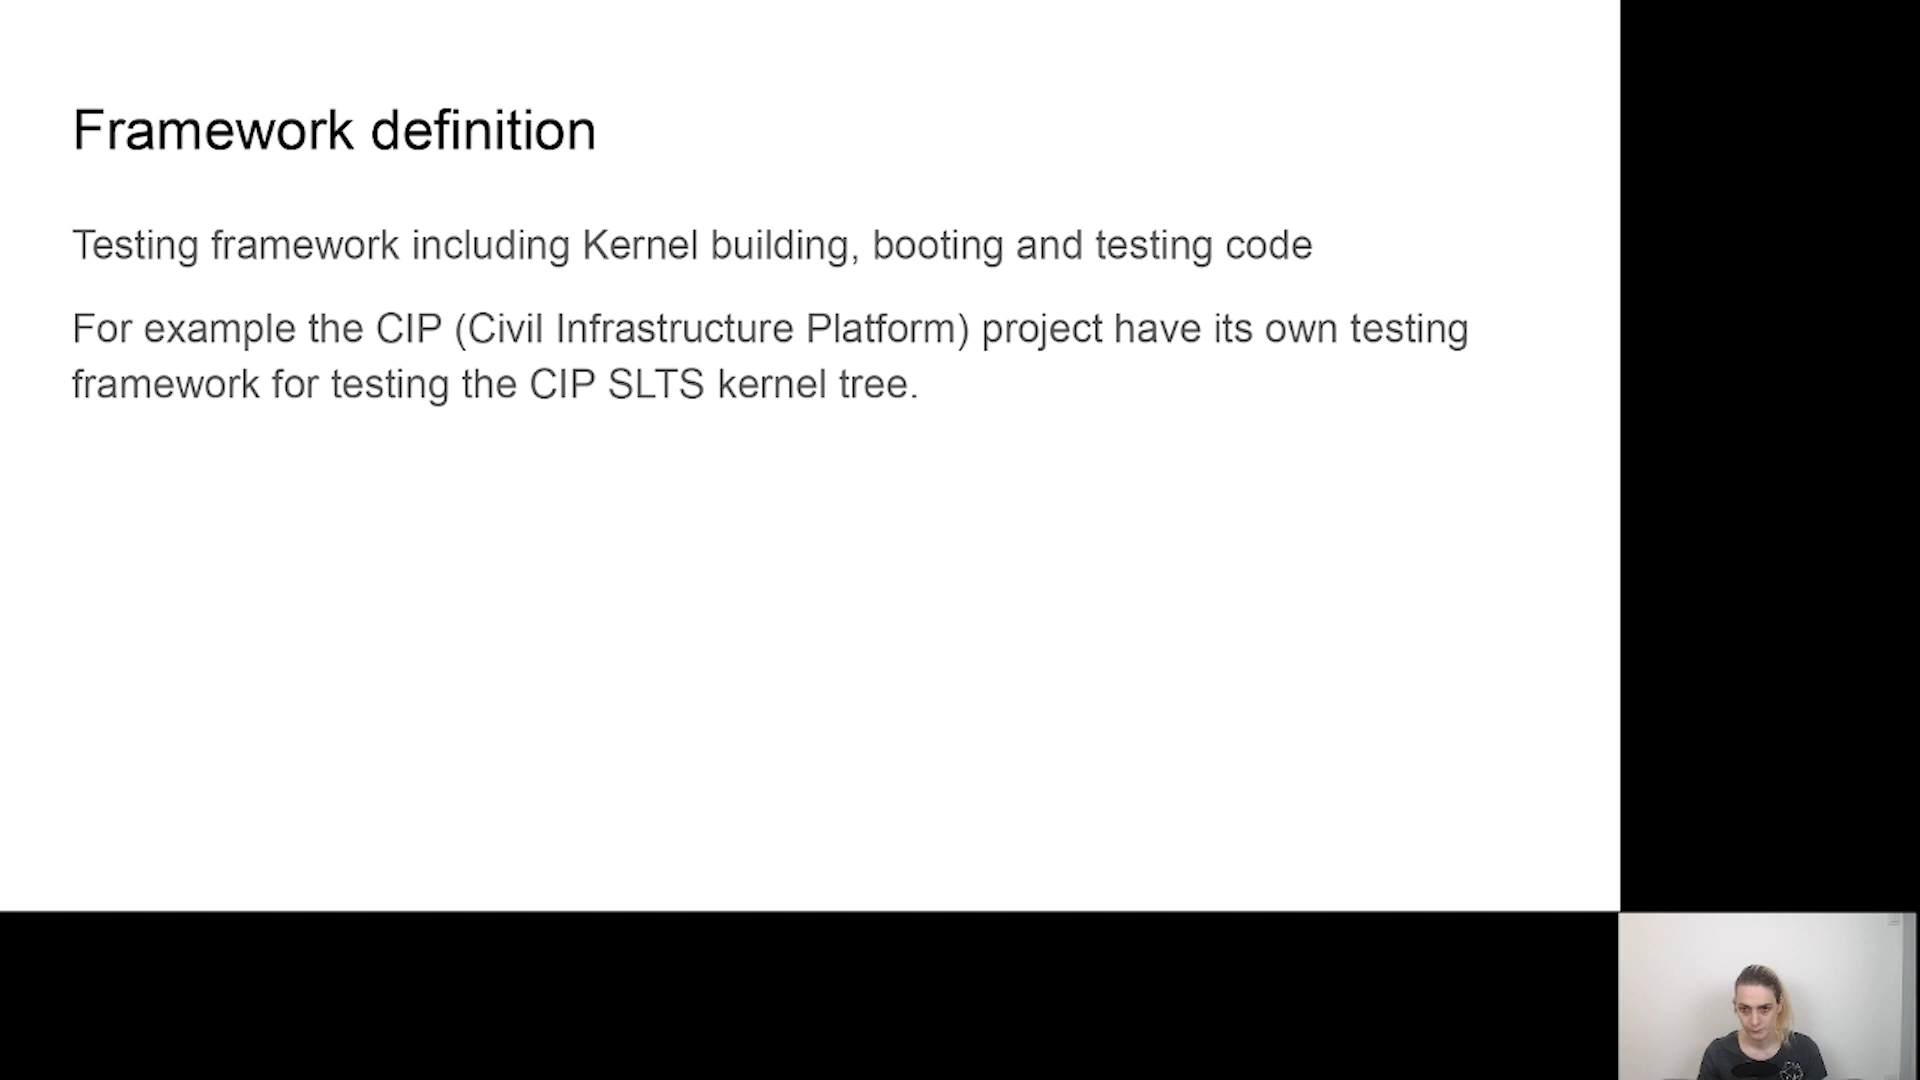 Framework definition
Testing framework including Kernel building, booting and testing code
For example the CIP (Civil Infrastructure Platform) project have its own testing
framework for testing the CIP SLTS kernel tree.